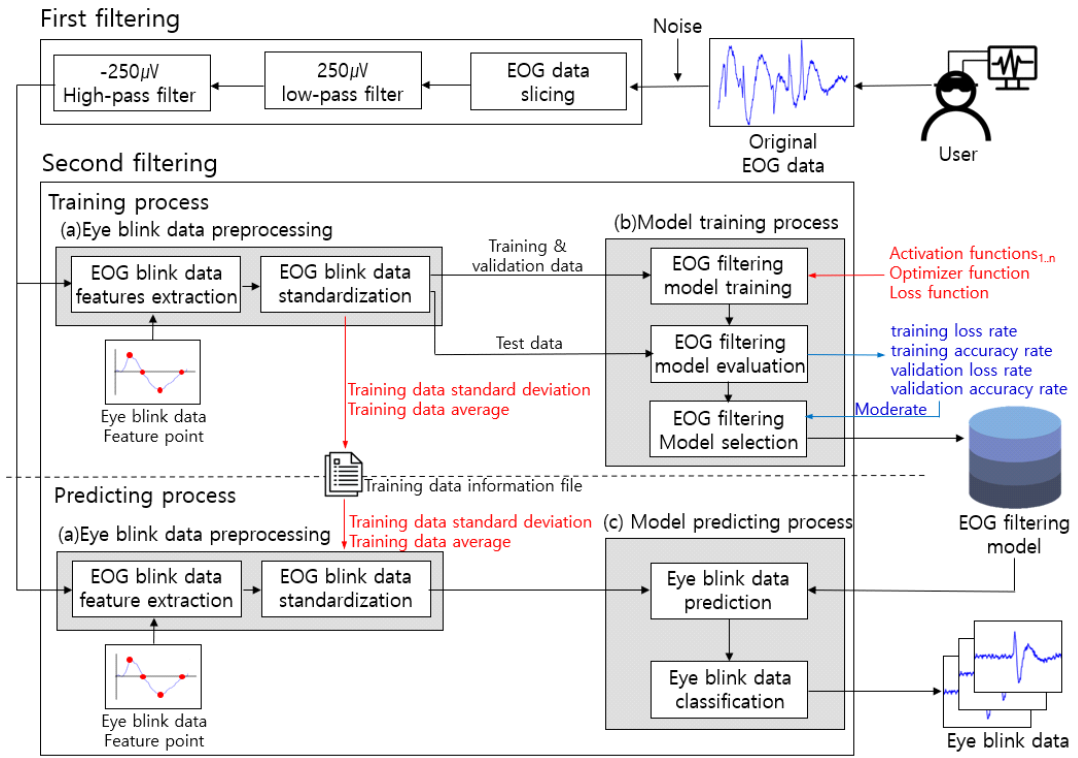 First filtering
Noise
-250µV
High-pass filter
250µV
low-pass filter
EOG data
slicing
Original
EOG data
User
Second filtering
Training process
(a)Eye blink data preprocessing
EOG blink data
features extraction
EOG blink data
standardization
Training &
validation data
Test data
(b)Model training process
EOG filtering
model training
EOG filtering
model evaluation
EOG filtering
Model selection
Activation functions1..n
Optimizer function
Loss function
training loss rate
training accuracy rate
validation loss rate
validation accuracy rate
Moderate
Eye blink data
Feature point
Training data standard deviation
Training data average
Training data information file
EOG filtering
model
Predicting process
(a)Eye blink data preprocessing
Training data standard deviation
Training data average
EOG blink data
feature extraction
EOG blink data
standardization
Eye blink data
Feature point
(c) Model predicting process
Eye blink data
prediction
Eye blink data
classification
Eye blink data